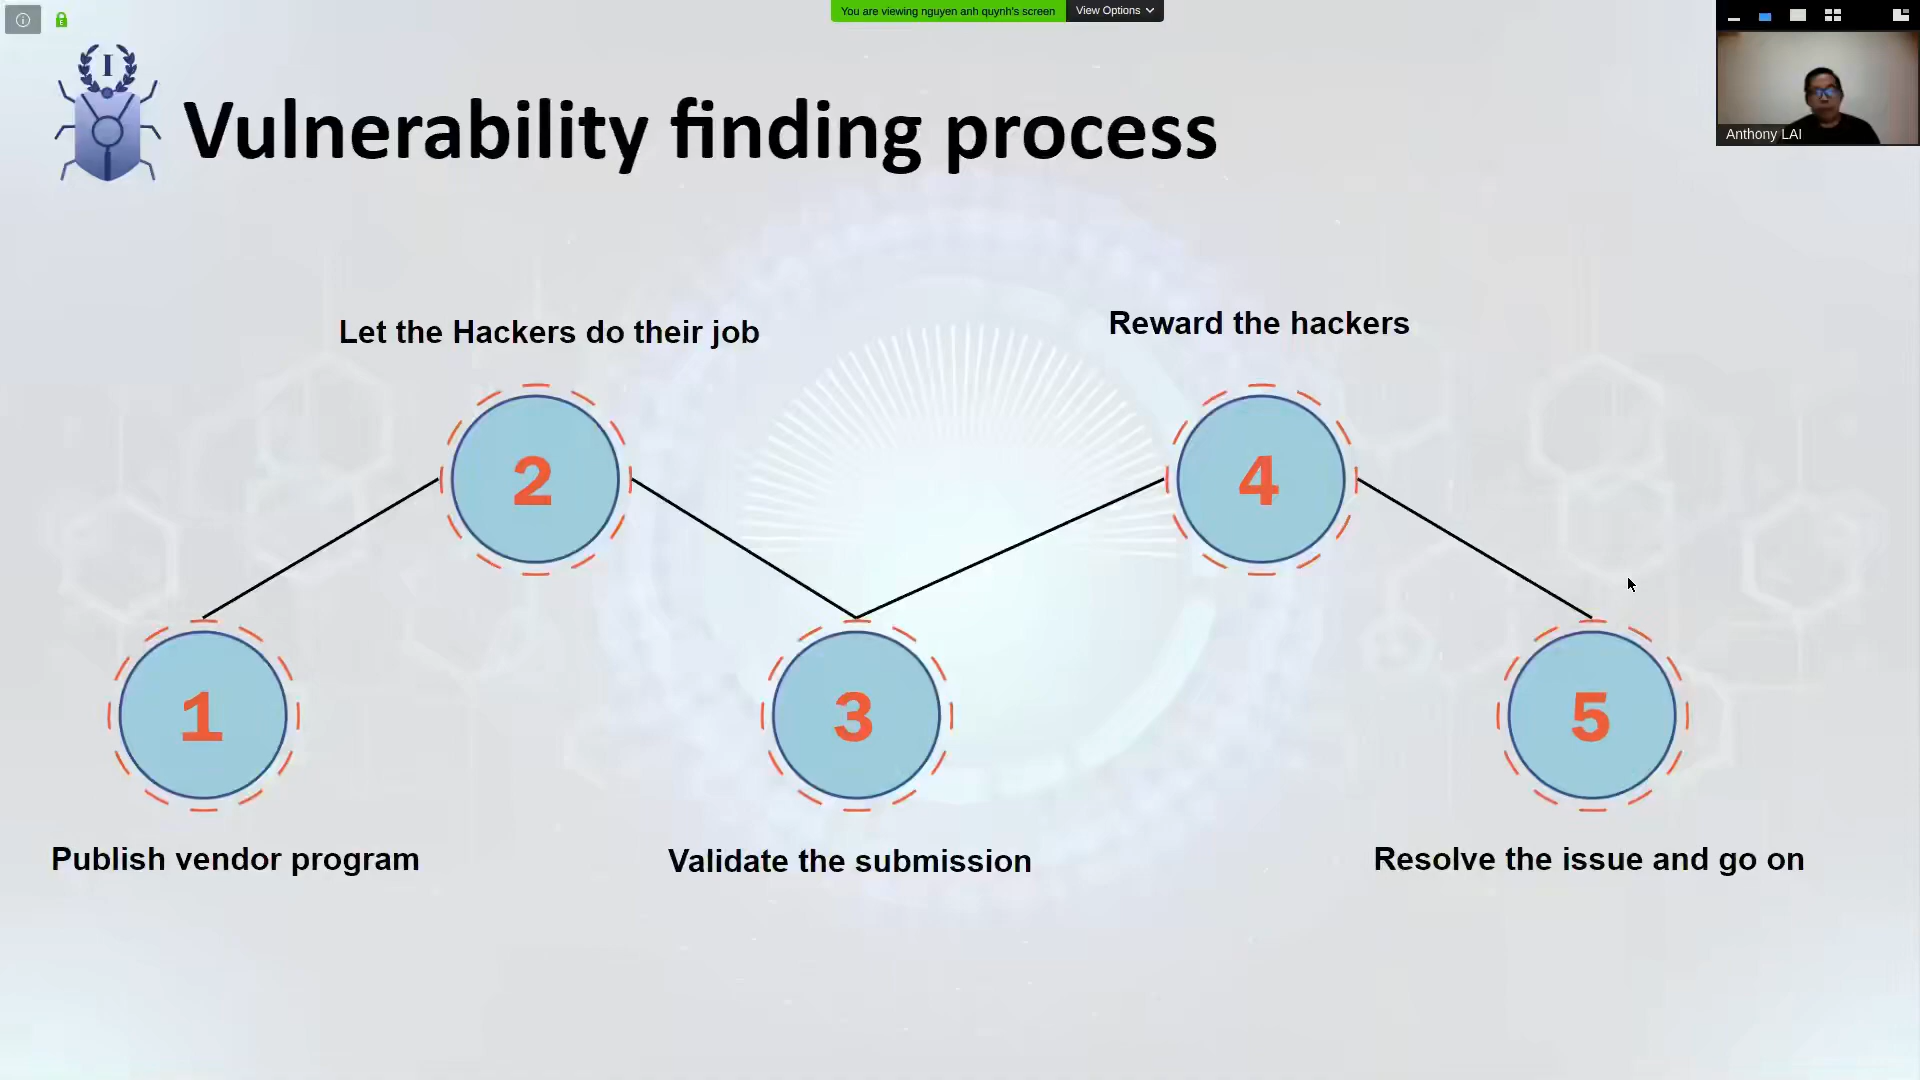 You are viewing nguyen anh quynh's screen
View Options
I
Vulnerability finding process
Anthony LAI
Let the Hackers do their job
Reward the hackers
2
4
1
3
5
Publish vendor program
Validate the submission
Resolve the issue and go on